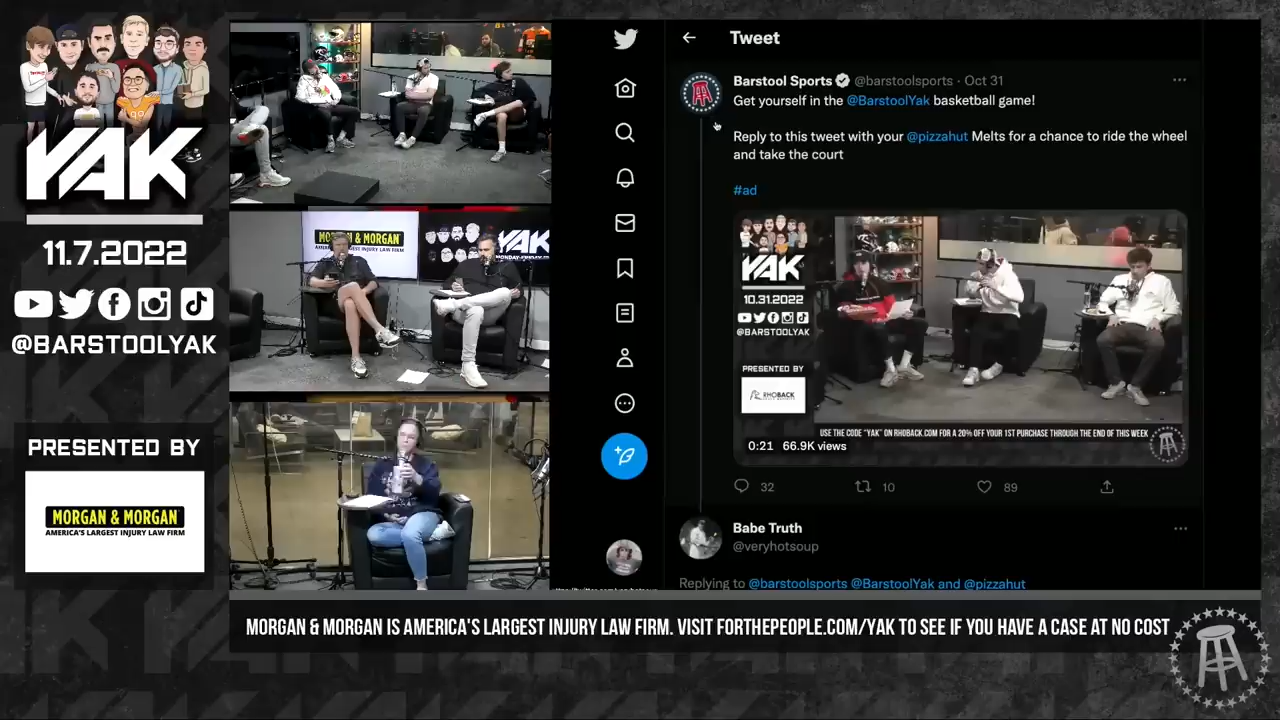 YAK
11.7.2022
@BARSTOOLYAK
PRESENTED BY
MORGAN & MORGAN
AMERICA'S LARGEST INJURY LAW FIRM
MORGAN & MORGAN
AMERICA'S LARGEST INJURY LAW FIRM
YAK
MONDAY-FRIDAY
Tweet
Barstool Sports @barstoolsports · Oct 31
Get yourself in the @BarstoolYak basketball game!
Reply to this tweet with your @pizzahut Melts for a chance to ride the wheel
and take the court
#ad
YAK
10.31.2022
@BARSTOOLYAK
PRESENTED BY
RHOBACK
USE THE CODE "YAK" ON RHOBACK.COM FOR A 20% OFF YOUR 1ST PURCHASE THROUGH THE END OF THIS WEEK
0:21 66.9K views
32 10 89
Babe Truth
@veryhotsoup
Replying to @barstoolsports @BarstoolYak and @pizzahut
MORGAN & MORGAN IS AMERICA'S LARGEST INJURY LAW FIRM. VISIT FORTHEPEOPLE.COM/YAK TO SEE IF YOU HAVE A CASE AT NO COST